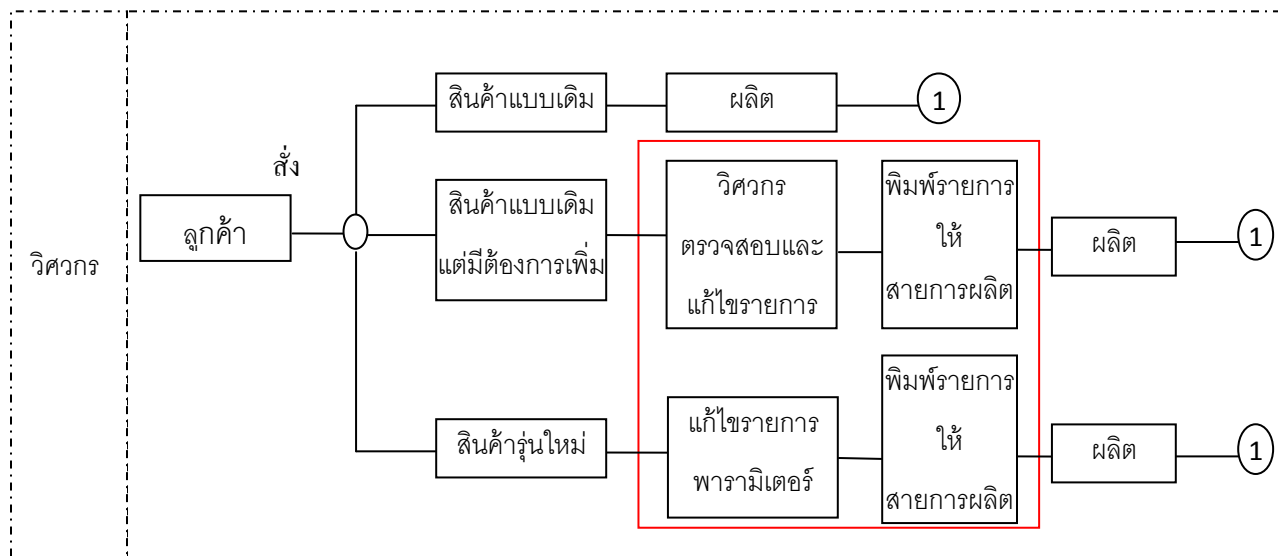 วิศวกร
ลูกค้า
สั่ง
สินค้าแบบเดิม
ผลิต
1
สินค้าแบบเดิม
แต่มีต้องการเพิ่ม
วิศวกร
ตรวจสอบและ
แก้ไขรายการ
พิมพ์รายการ
ให้
สายการผลิต
ผลิต
1
สินค้ารุ่นใหม่
แก้ไขรายการ
พารามิเตอร์
พิมพ์รายการ
ให้
สายการผลิต
ผลิต
1